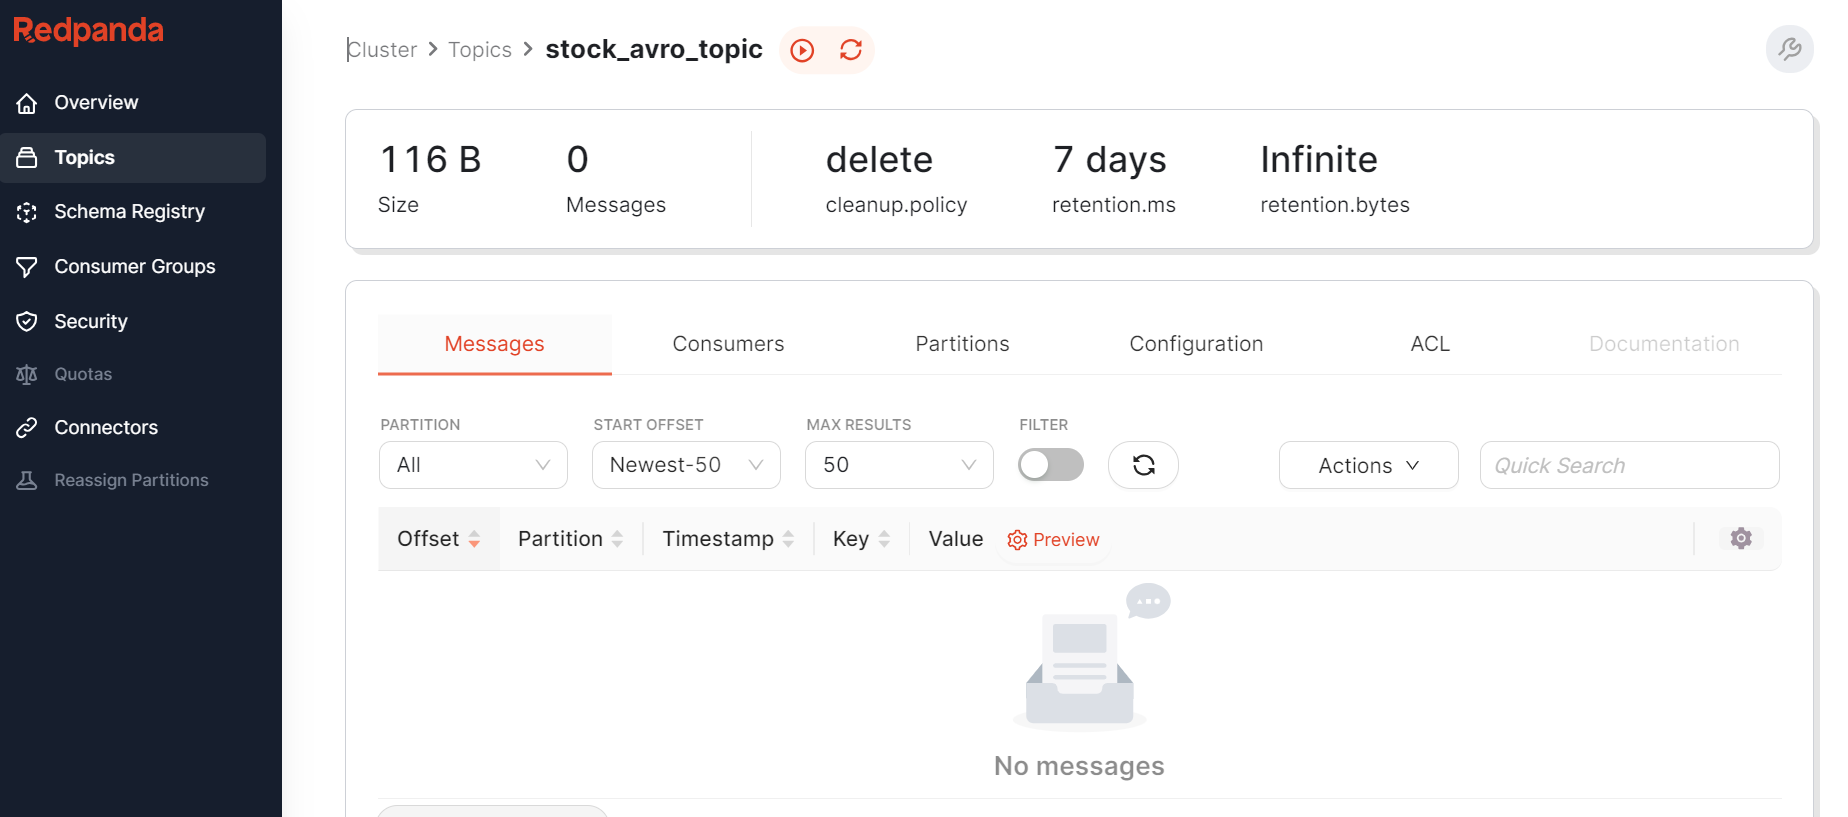 Redpanda
Overview
Topics
Schema Registry
Consumer Groups
Security
Quotas
Connectors
Reassign Partitions
Cluster > Topics > stock_avro_topic
116 B 0 delete 7 days Infinite
Size Messages cleanup.policy retention.ms retention.bytes
Messages Consumers Partitions Configuration ACL Documentation
PARTITION START OFFSET MAX RESULTS FILTER
All Newest-50 50 Actions Quick Search
Offset Partition Timestamp Key Value Preview
No messages